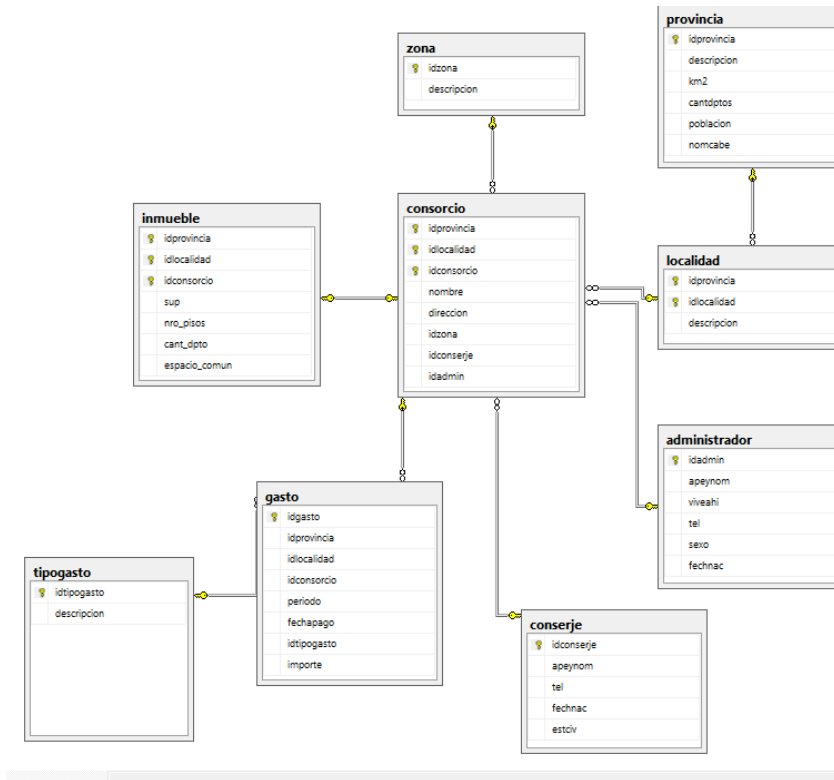 zona
idzona
descripcion
provincia
idprovincia
descripcion
km2
cantdptos
poblacion
nomcabe
inmueble
idprovincia
idlocalidad
idconsorcio
sup
nro_pisos
cant_dpto
espacio_comun
consorcio
idprovincia
idlocalidad
idconsorcio
nombre
direccion
idzona
idconserje
idadmin
localidad
idprovincia
idlocalidad
descripcion
administrador
idadmin
apeynom
viveahi
tel
sexo
fechnac
gasto
idgasto
idprovincia
idlocalidad
idconsorcio
periodo
fechapago
idtipogasto
importe
tipogasto
idtipogasto
descripcion
conserje
idconserje
apeynom
tel
fechnac
estciv